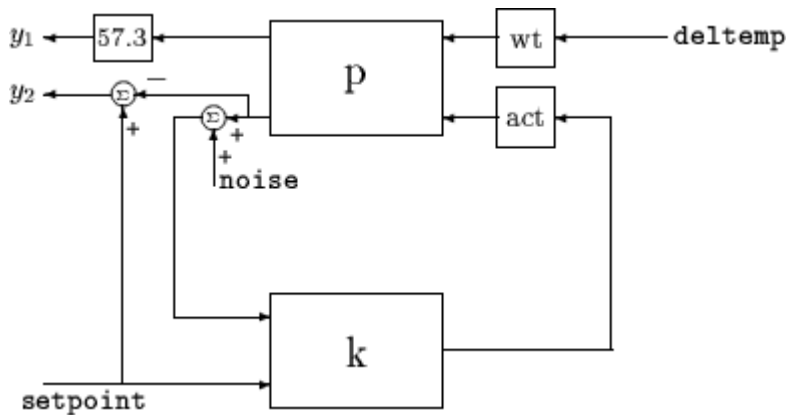 y₁
57.3
p
wt
deltemp
y₂
Σ
−
+
Σ
+
+
noise
act
k
setpoint